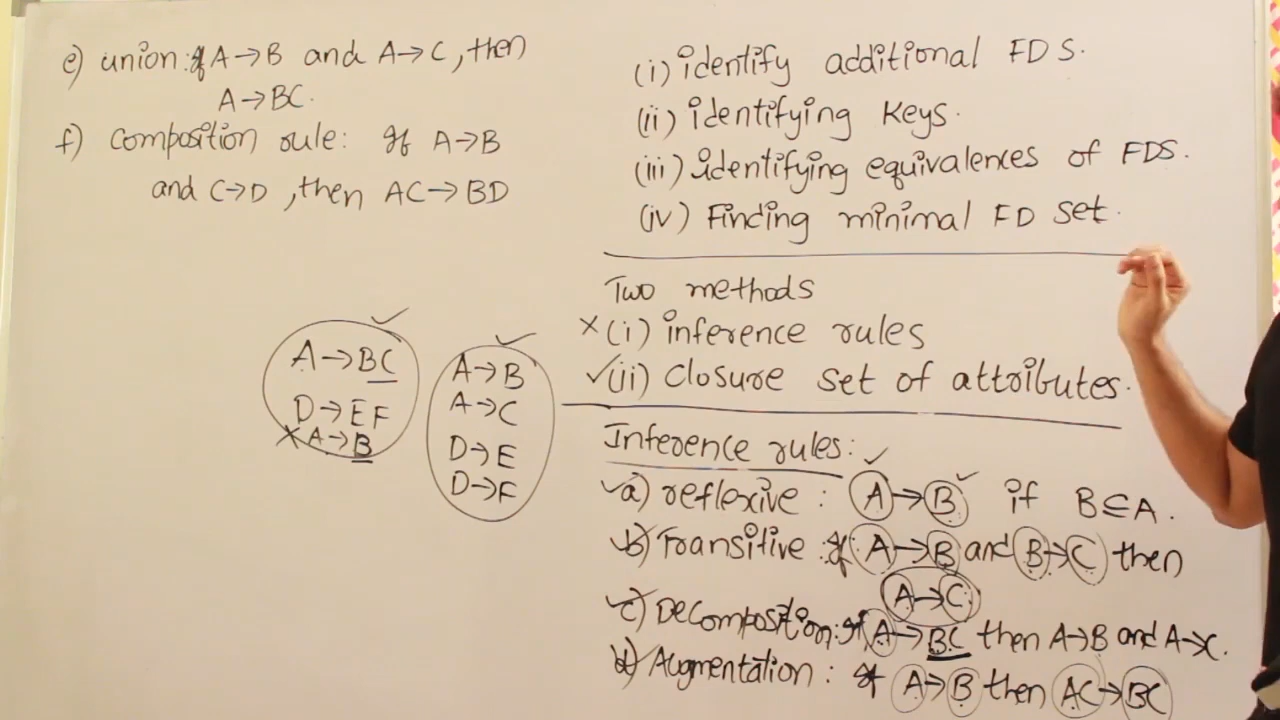 e) union: If A→B and A→C, then
A→BC.
f) Composition rule: If A→B
and C→D, then AC→BD
A→BC
D→EF
×A→B
✓
A→B
A→C
D→E
D→F
✓
(i) identify additional FDS.
(ii) identifying Keys.
(iii) identifying equivalences of FDS.
(iv) Finding minimal FD set.
Two methods
×(i) inference rules
✓(ii) Closure set of attributes.
Inference rules: ✓
✓a) reflexive: A→B if B⊆A.
✓b) Transitive: If A→B and B→C then
A→C
✓c) Decomposition: If A→BC then A→B and A→C.
✓d) Augmentation: If A→B then AC→BC